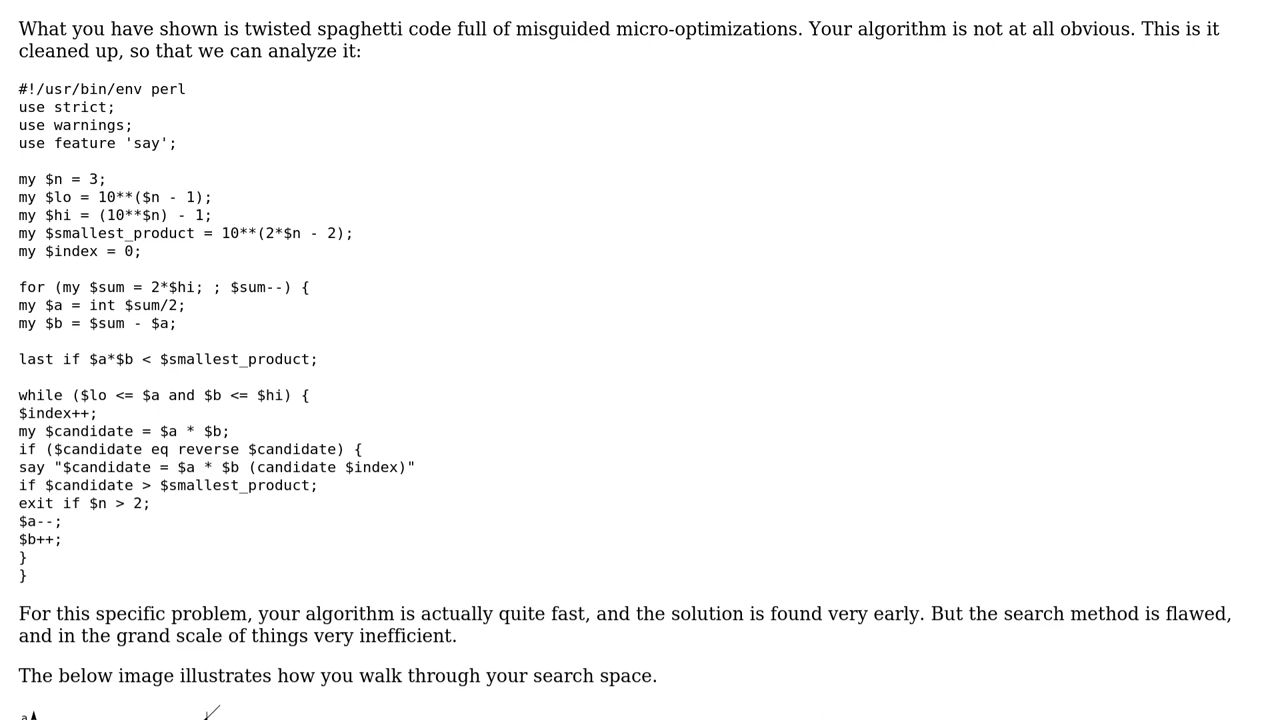 What you have shown is twisted spaghetti code full of misguided micro-optimizations. Your algorithm is not at all obvious. This is it
cleaned up, so that we can analyze it:
#!/usr/bin/env perl
use strict;
use warnings;
use feature 'say';
my $n = 3;
my $lo = 10**($n - 1);
my $hi = (10**$n) - 1;
my $smallest_product = 10**(2*$n - 2);
my $index = 0;
for (my $sum = 2*$hi; ; $sum--) {
my $a = int $sum/2;
my $b = $sum - $a;
last if $a*$b < $smallest_product;
while ($lo <= $a and $b <= $hi) {
$index++;
my $candidate = $a * $b;
if ($candidate eq reverse $candidate) {
say "$candidate = $a * $b (candidate $index)"
if $candidate > $smallest_product;
exit if $n > 2;
$a--;
$b++;
}
}
For this specific problem, your algorithm is actually quite fast, and the solution is found very early. But the search method is flawed,
and in the grand scale of things very inefficient.
The below image illustrates how you walk through your search space.
a